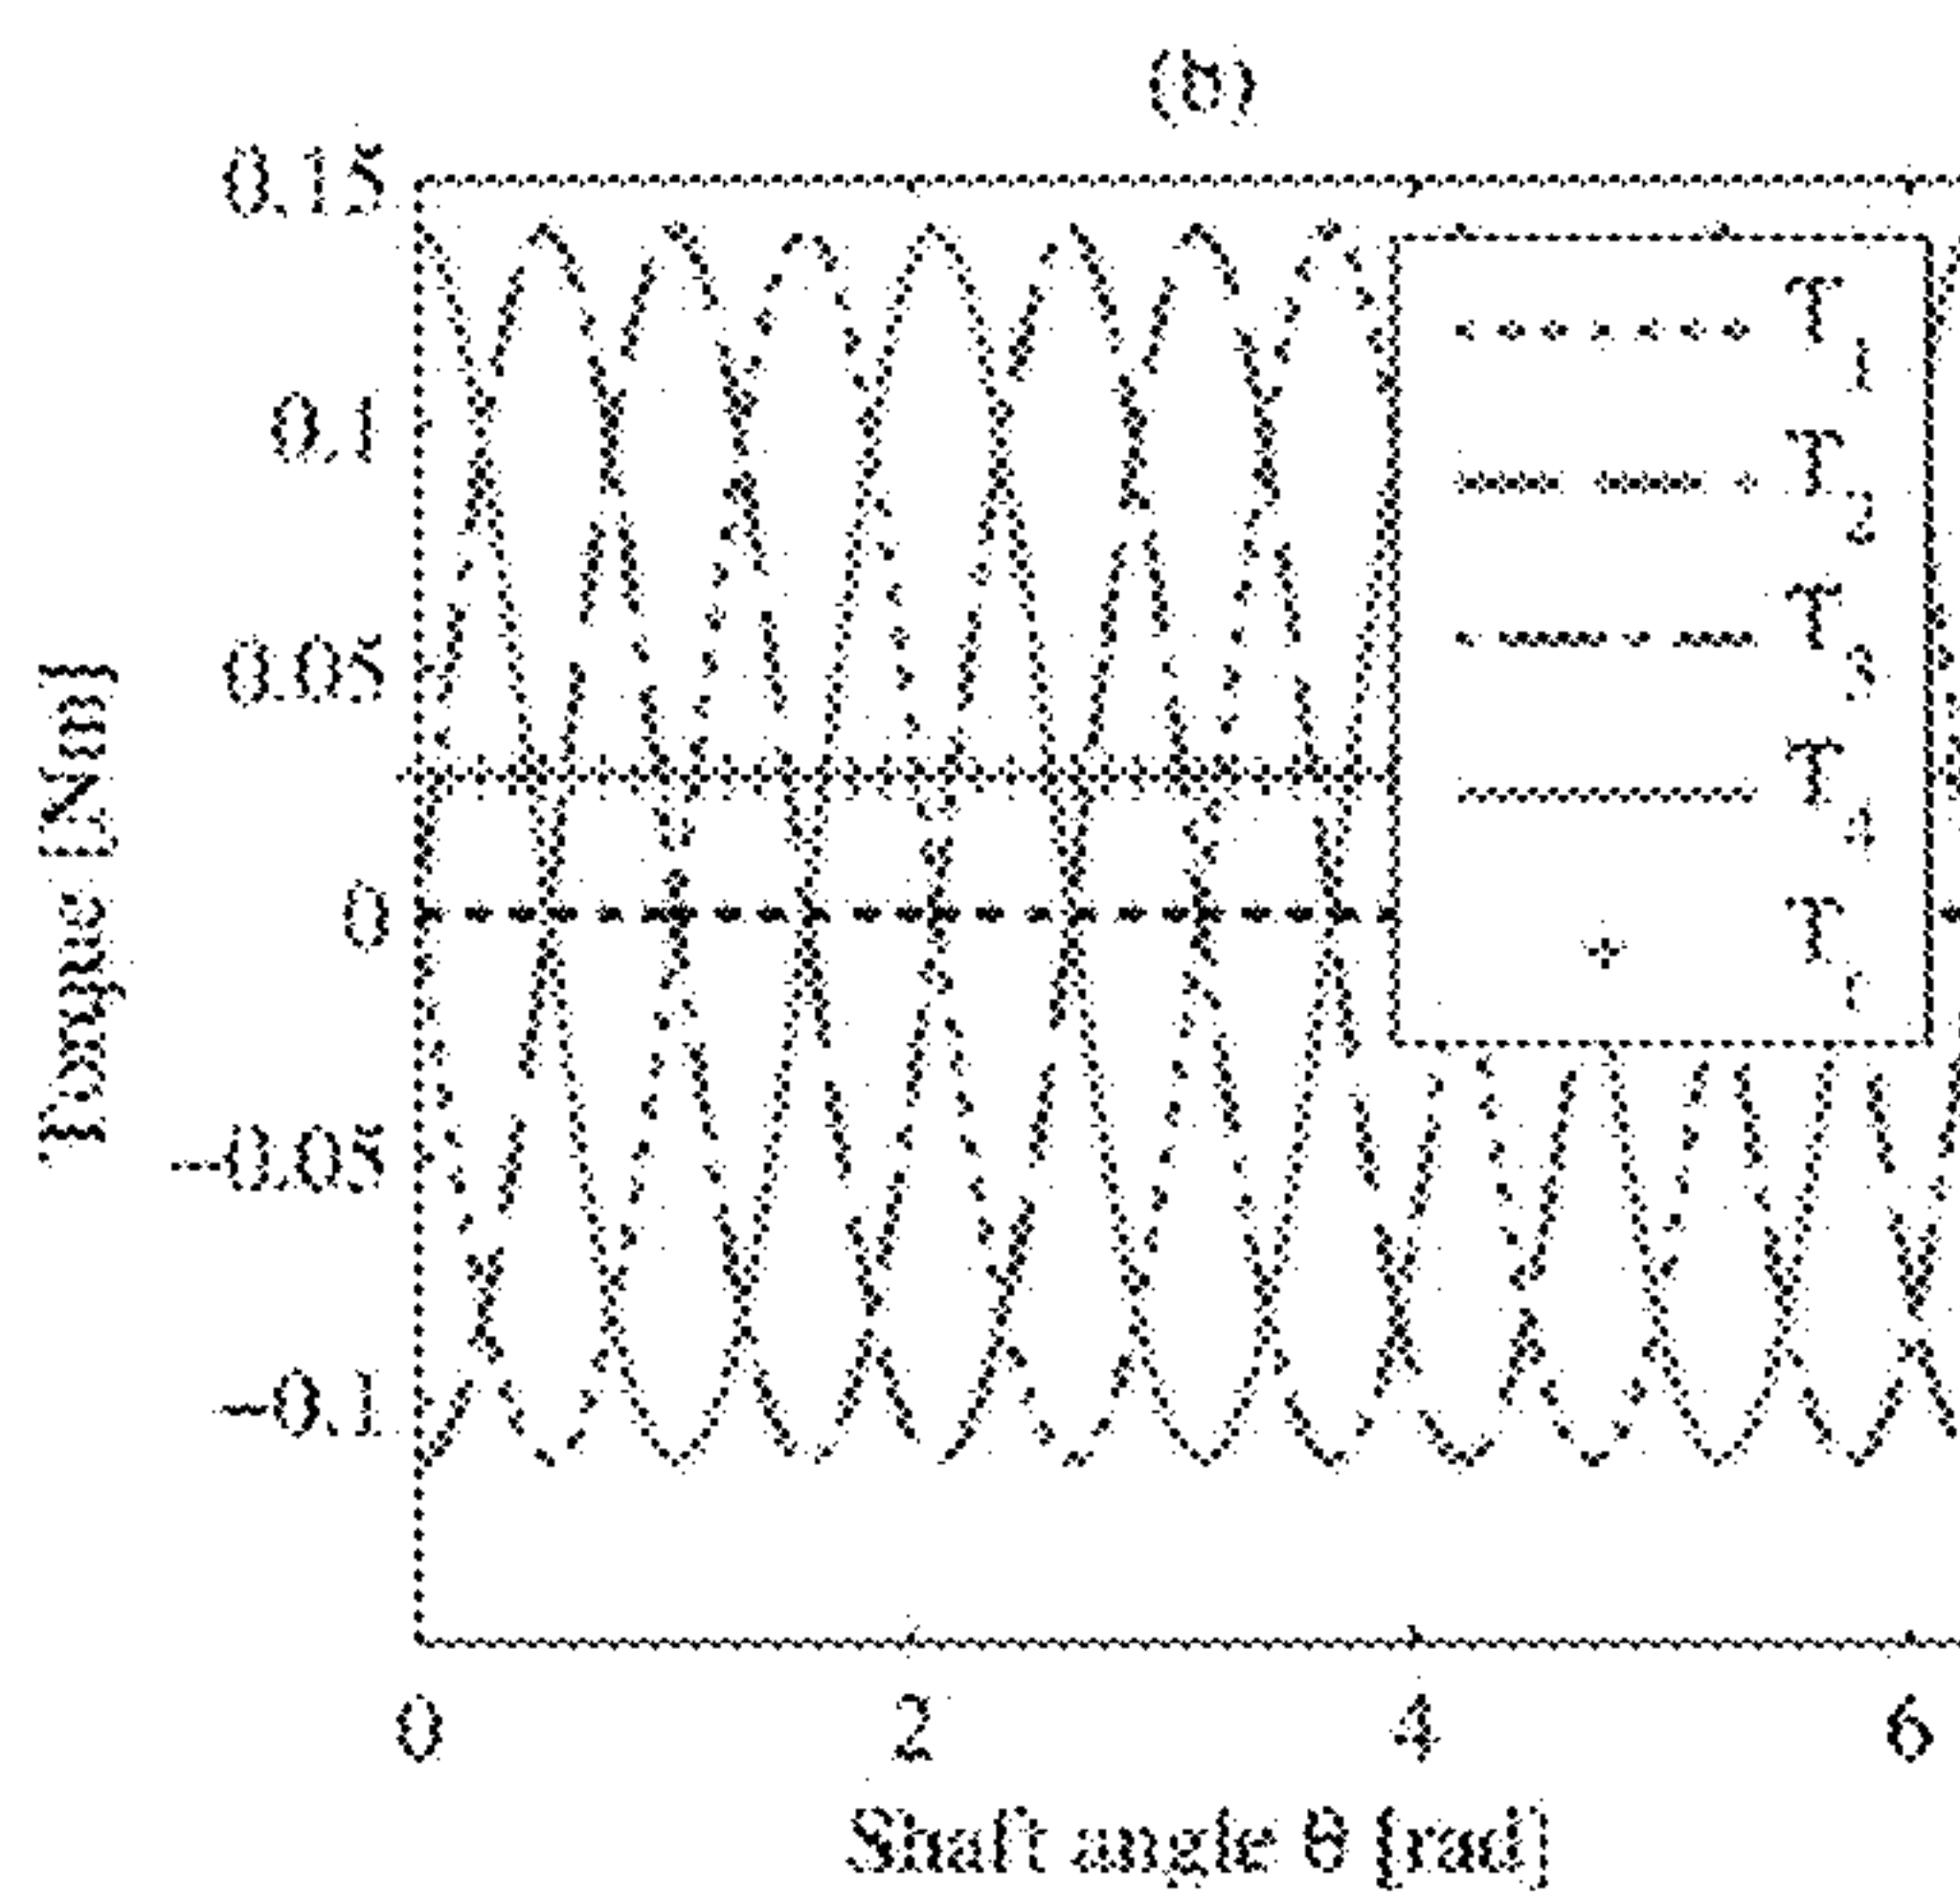 (b)
0.15
0.1
0.05
0
-0.05
-0.1
Torque [Nm]
0 2 4 6
Shaft angle θ [rad]
T1
T2
T3
T4
T